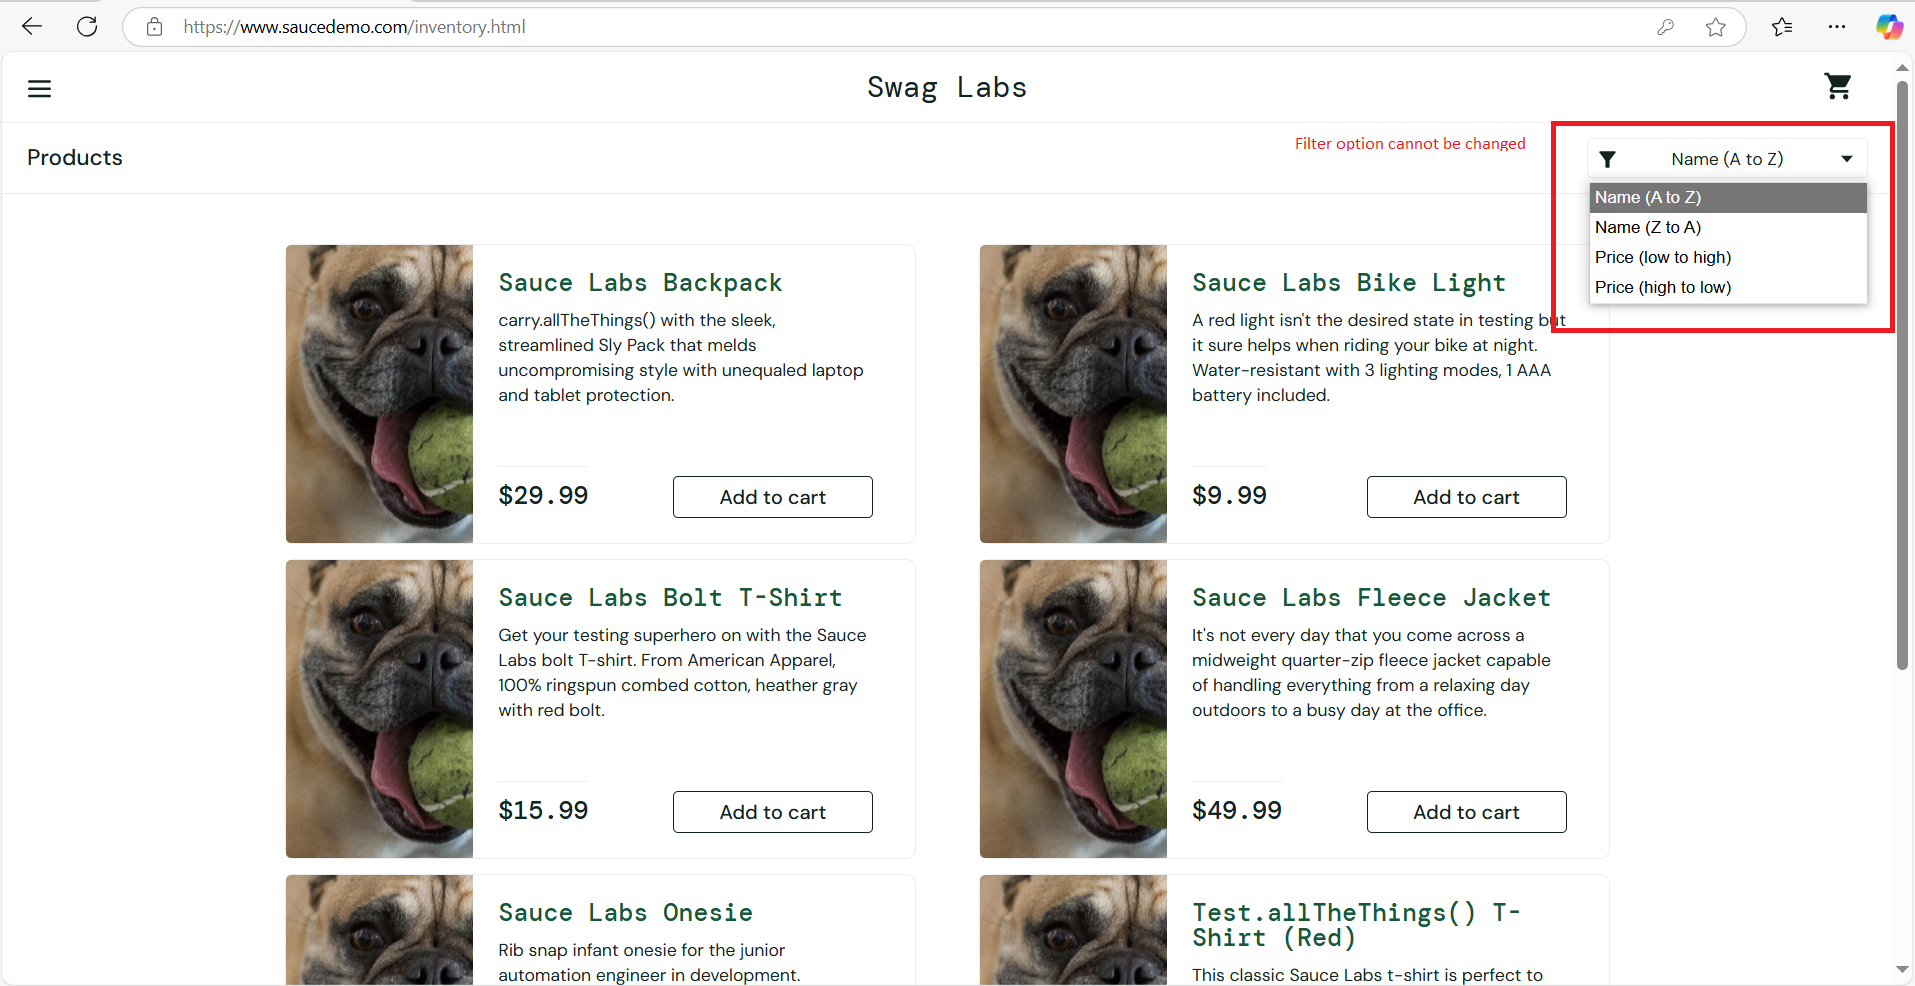 https://www.saucedemo.com/inventory.html
Swag Labs
Products
Filter option cannot be changed
Name (A to Z)
Name (A to Z)
Name (Z to A)
Price (low to high)
Price (high to low)
Sauce Labs Backpack
carry.allTheThings() with the sleek,
streamlined Sly Pack that melds
uncompromising style with unequaled laptop
and tablet protection.
$29.99
Add to cart
Sauce Labs Bike Light
A red light isn't the desired state in testing but
it sure helps when riding your bike at night.
Water-resistant with 3 lighting modes, 1 AAA
battery included.
$9.99
Add to cart
Sauce Labs Bolt T-Shirt
Get your testing superhero on with the Sauce
Labs bolt T-shirt. From American Apparel,
100% ringspun combed cotton, heather gray
with red bolt.
$15.99
Add to cart
Sauce Labs Fleece Jacket
It's not every day that you come across a
midweight quarter-zip fleece jacket capable
of handling everything from a relaxing day
outdoors to a busy day at the office.
$49.99
Add to cart
Sauce Labs Onesie
Rib snap infant onesie for the junior
automation engineer in development.
Test.allTheThings() T-
Shirt (Red)
This classic Sauce Labs t-shirt is perfect to